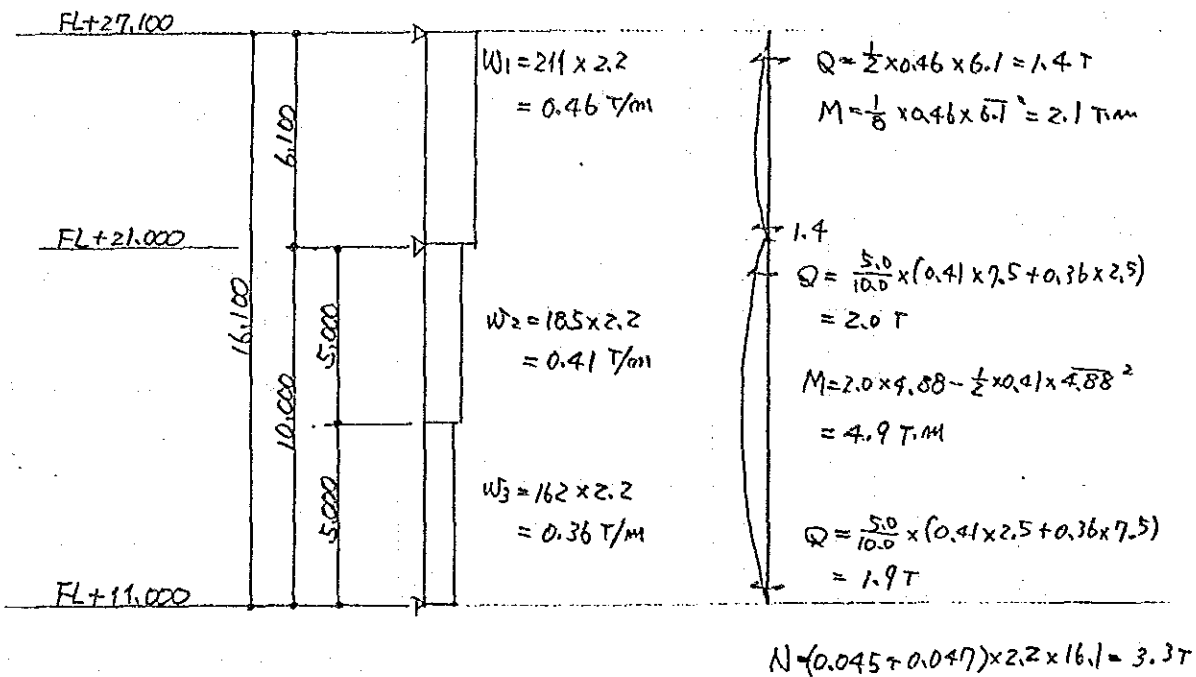 FL+27.100
W1=211×2.2
= 0.46 T/m
Q=1/2×0.46×6.1=1.4 T
M=1/8×0.46×6.1²=2.1 T.m
6.100
FL+21.000
1.4
16.100
10.000
5.000
W2=185×2.2
= 0.41 T/m
Q= 5.0/10.0×(0.41×7.5+0.36×2.5)
= 2.0 T
M=2.0×4.88-1/2×0.41×4.88²
= 4.9 T.m
5.000
W3=162×2.2
= 0.36 T/m
Q= 5.0/10.0×(0.41×2.5+0.36×7.5)
= 1.9 T
FL+11.000
N=(0.045+0.047)×2.2×16.1=3.3T